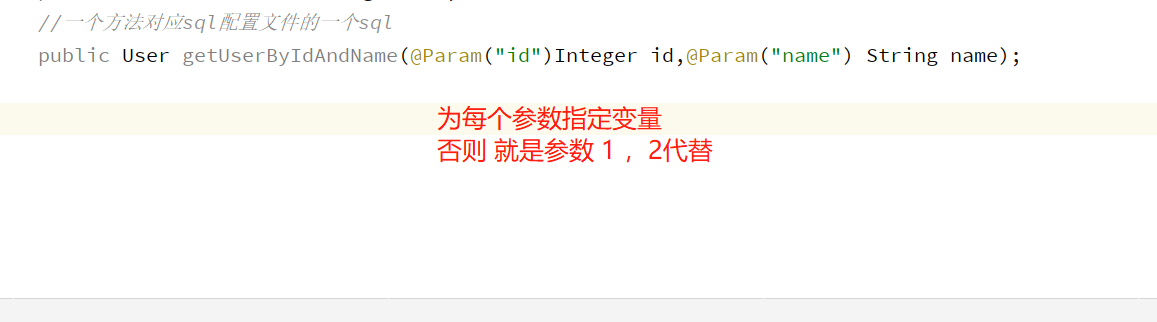 //一个方法对应sql配置文件的一个sql
public User getUserByIdAndName(@Param("id")Integer id,@Param("name") String name);
为每个参数指定变量
否则 就是参数 1 ，2代替